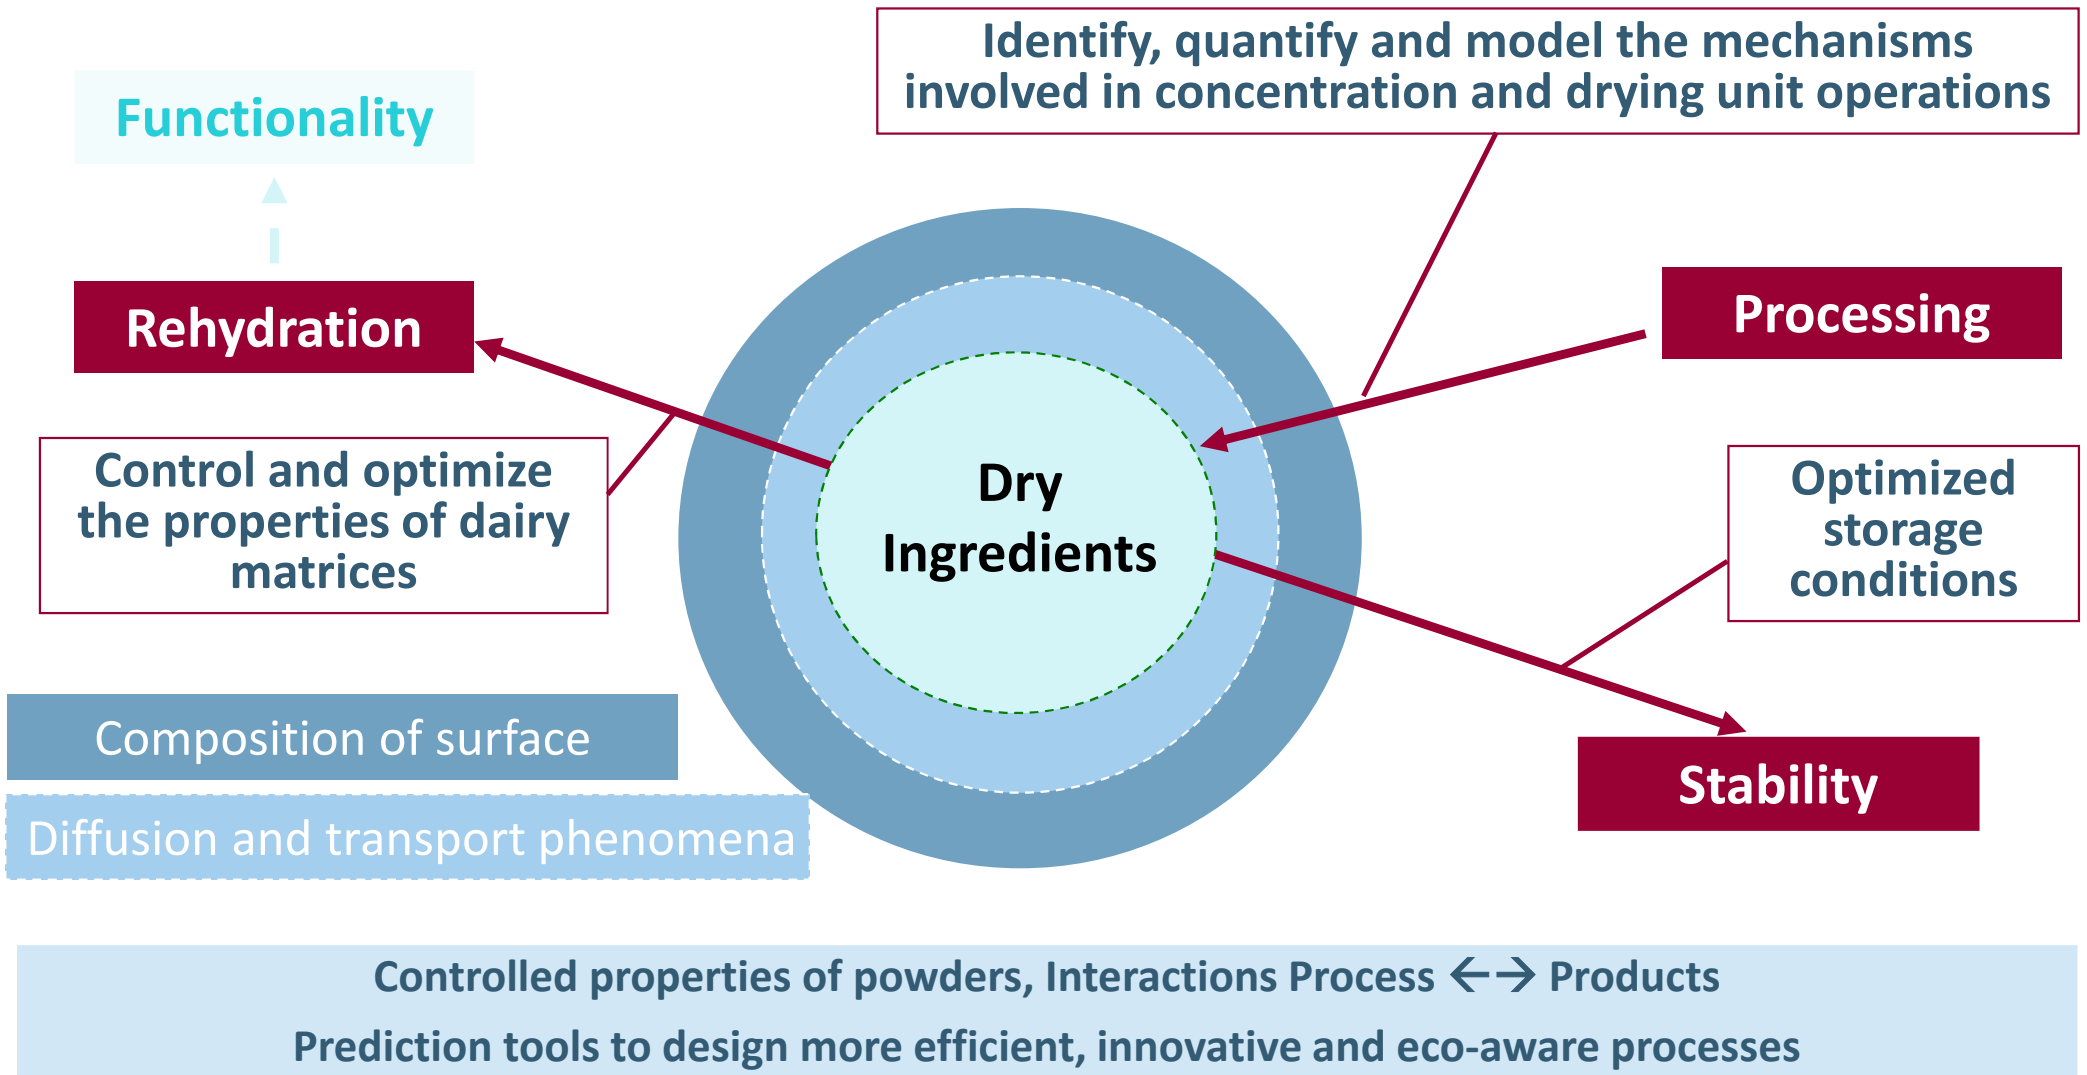 Identify, quantify and model the mechanisms
involved in concentration and drying unit operations
Functionality
Rehydration
Processing
Control and optimize
the properties of dairy
matrices
Dry
Ingredients
Optimized
storage
conditions
Composition of surface
Diffusion and transport phenomena
Stability
Controlled properties of powders, Interactions Process ←→ Products
Prediction tools to design more efficient, innovative and eco-aware processes